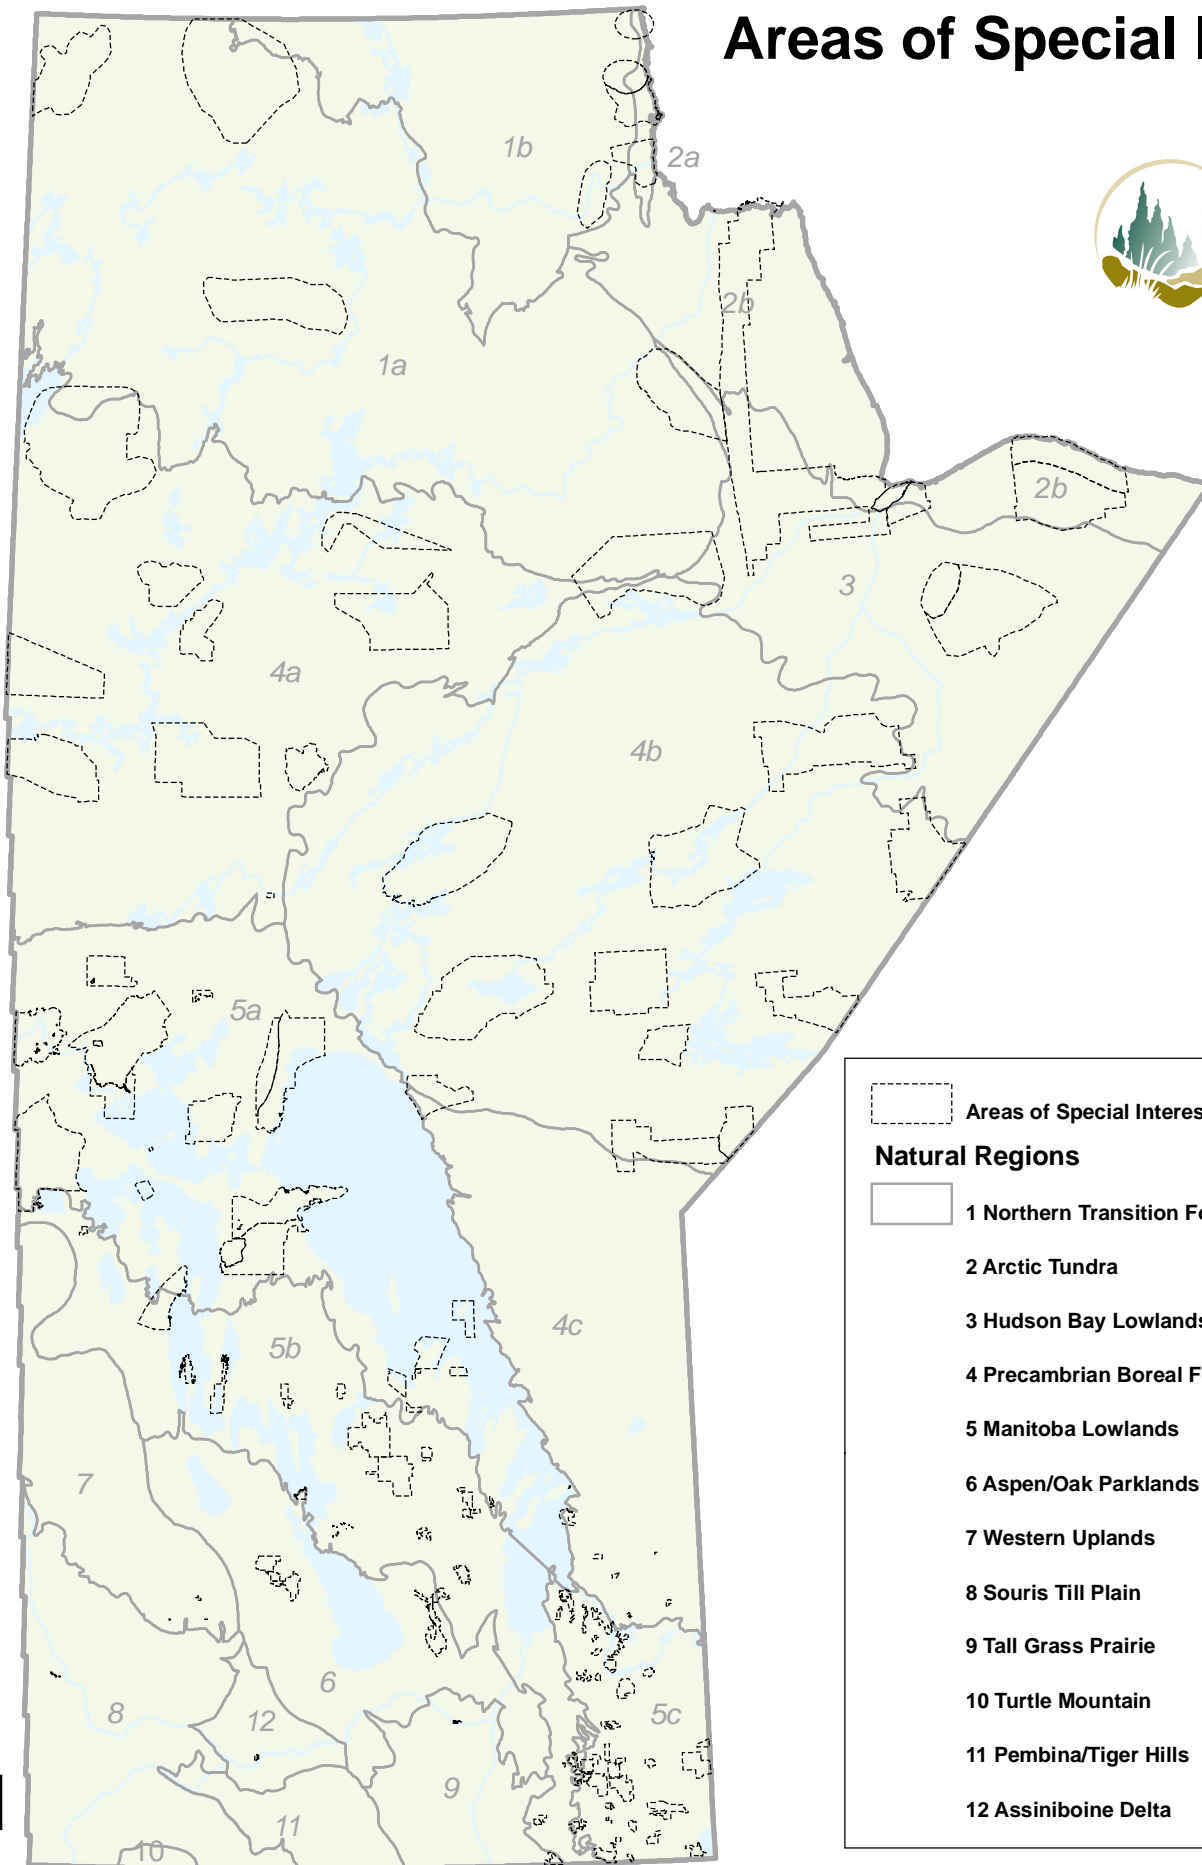 Areas of Special
1b
2a
2b
1a
2b
3
4a
4b
5a
4c
5b
7
6
8
12
5c
9
11
10
Areas of Special
Natural Regions
1 Northern Transition
2 Arctic Tundra
3 Hudson Bay Lowlands
4 Precambrian Boreal
5 Manitoba Lowlands
6 Aspen/Oak Parklands
7 Western Uplands
8 Souris Till Plain
9 Tall Grass Prairie
10 Turtle Mountain
11 Pembina/Tiger Hills
12 Assiniboine Delta